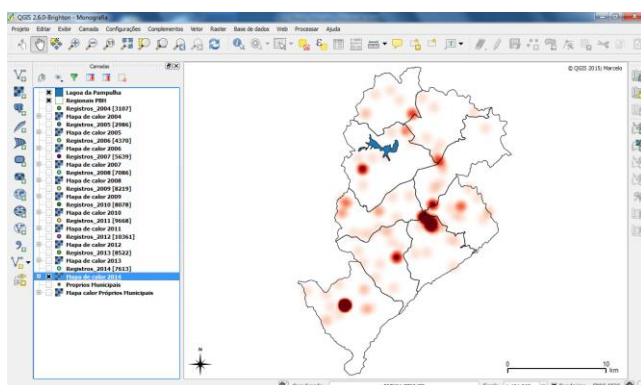 QGIS 2.6.0-Brighton - Monografia
Projeto Editar Exibir Camada Configurações Complementos Vetor Raster Base de dados Web Processar Ajuda
Camadas
© QGIS 2015; Marcelo
Lagoa da Pampulha
Regionais PBH
Registros_2004 [3107]
Mapa de calor 2004
Registros_2005 [2986]
Mapa de calor 2005
Registros_2006 [4370]
Mapa de calor 2006
Registros_2007 [5639]
Mapa de calor 2007
Registros_2008 [7086]
Mapa de calor 2008
Registros_2009 [8219]
Mapa de calor 2009
Registros_2010 [8078]
Mapa de calor 2010
Registros_2011 [9668]
Mapa de calor 2011
Registros_2012 [10361]
Mapa de calor 2012
Registros_2013 [8522]
Mapa de calor 2013
Registros_2014 [7613]
Mapa de calor 2014
Proprios Municipais
Mapa calor Próprios Municipais
N
0 10
km